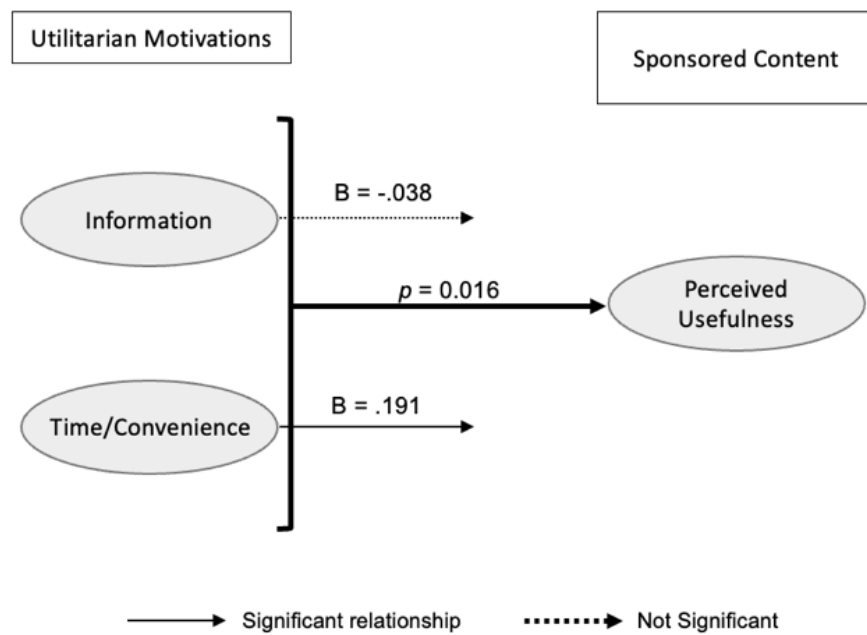 Utilitarian Motivations
Sponsored Content
B = -.038
Information
p = 0.016
Perceived
Usefulness
B = .191
Time/Convenience
Significant relationship
Not Significant